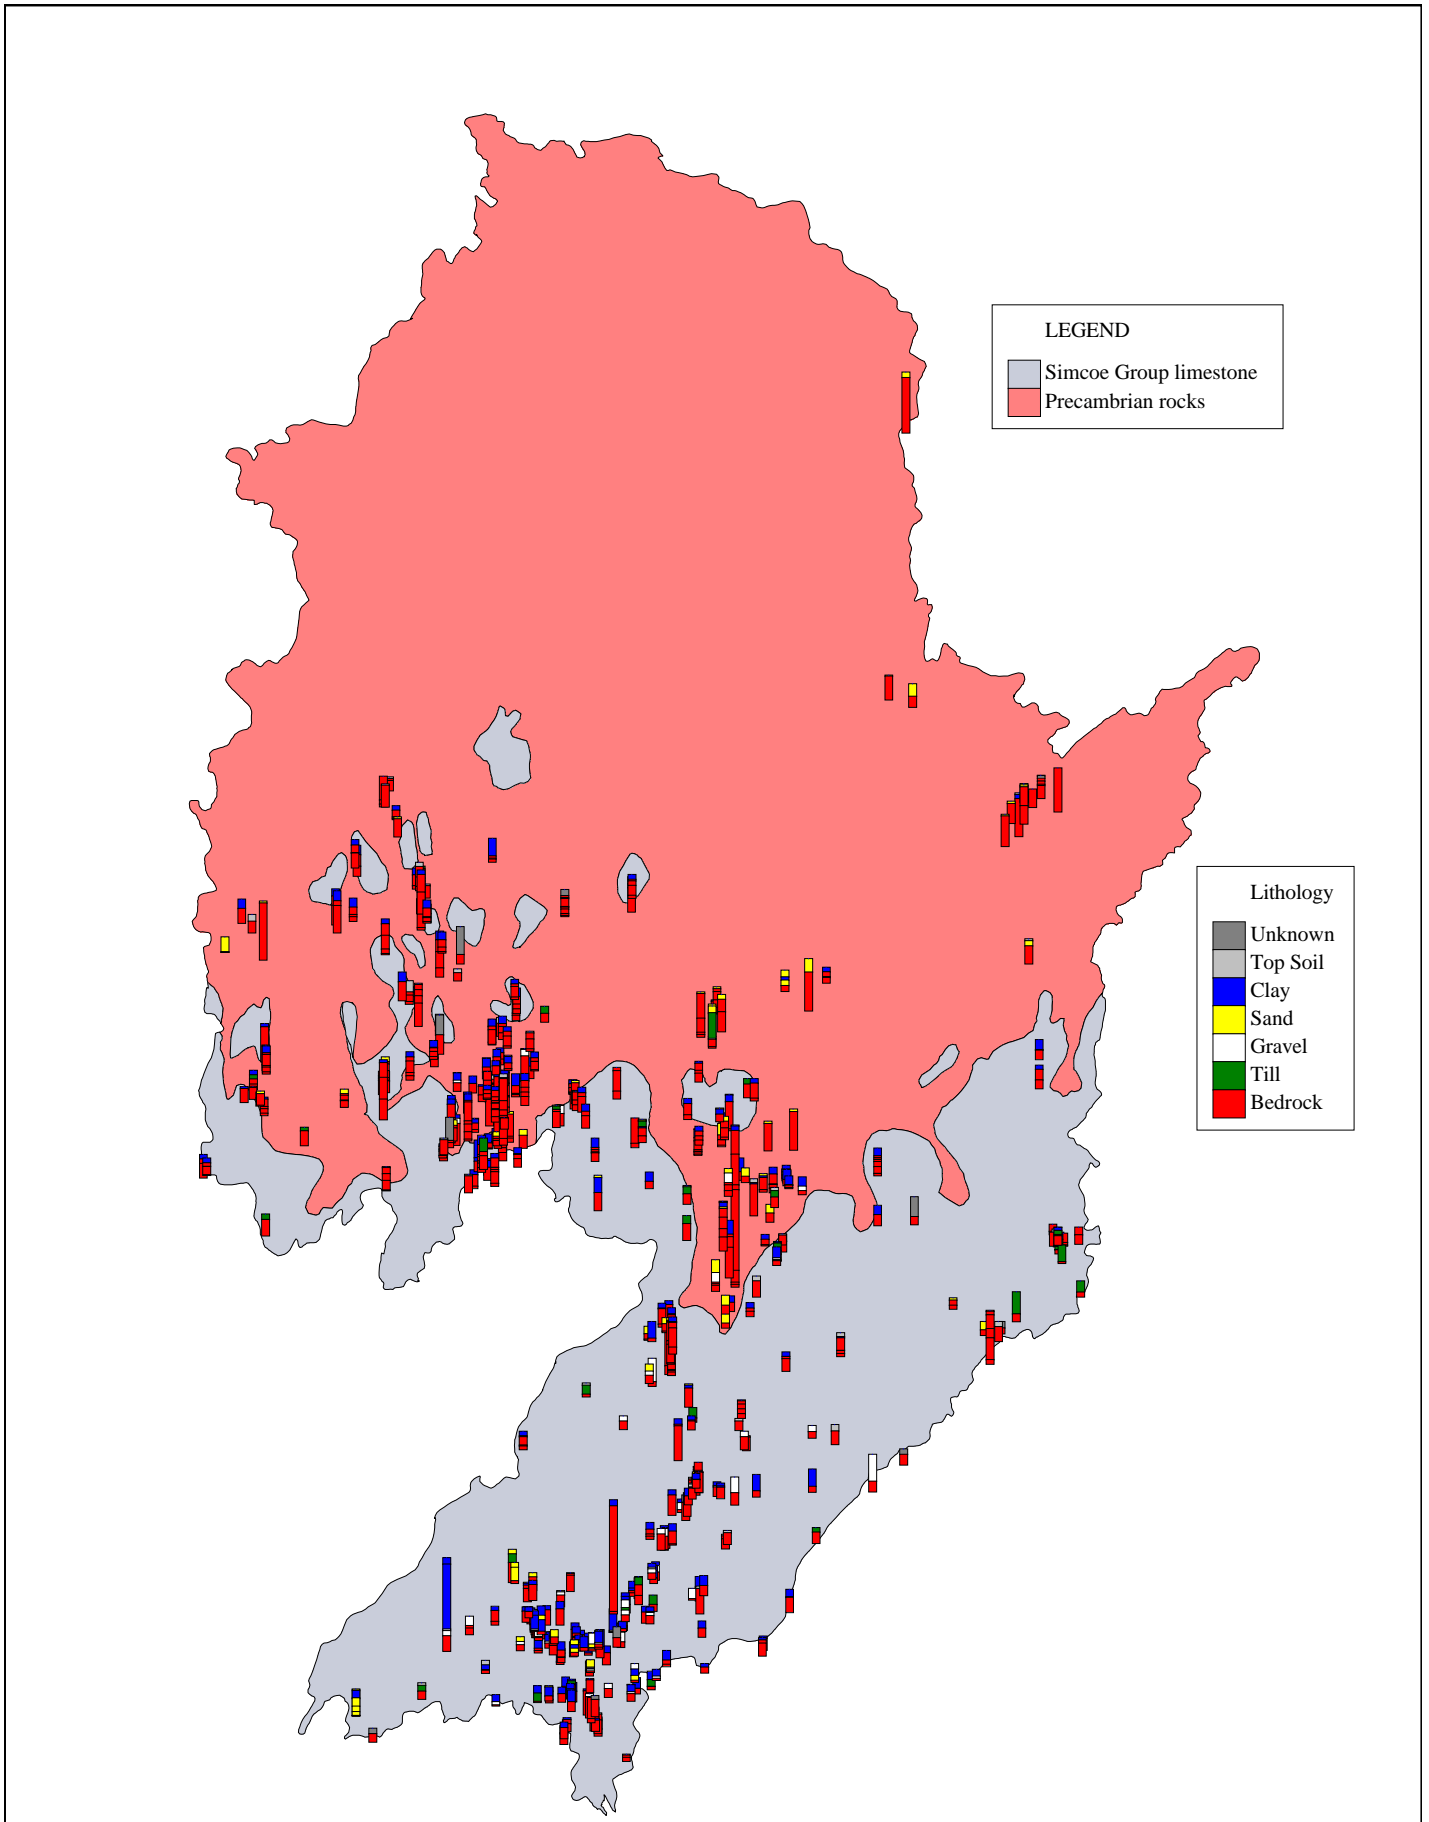 LEGEND
Simcoe Group limestone
Precambrian rocks
Lithology
Unknown
Top Soil
Clay
Sand
Gravel
Till
Bedrock